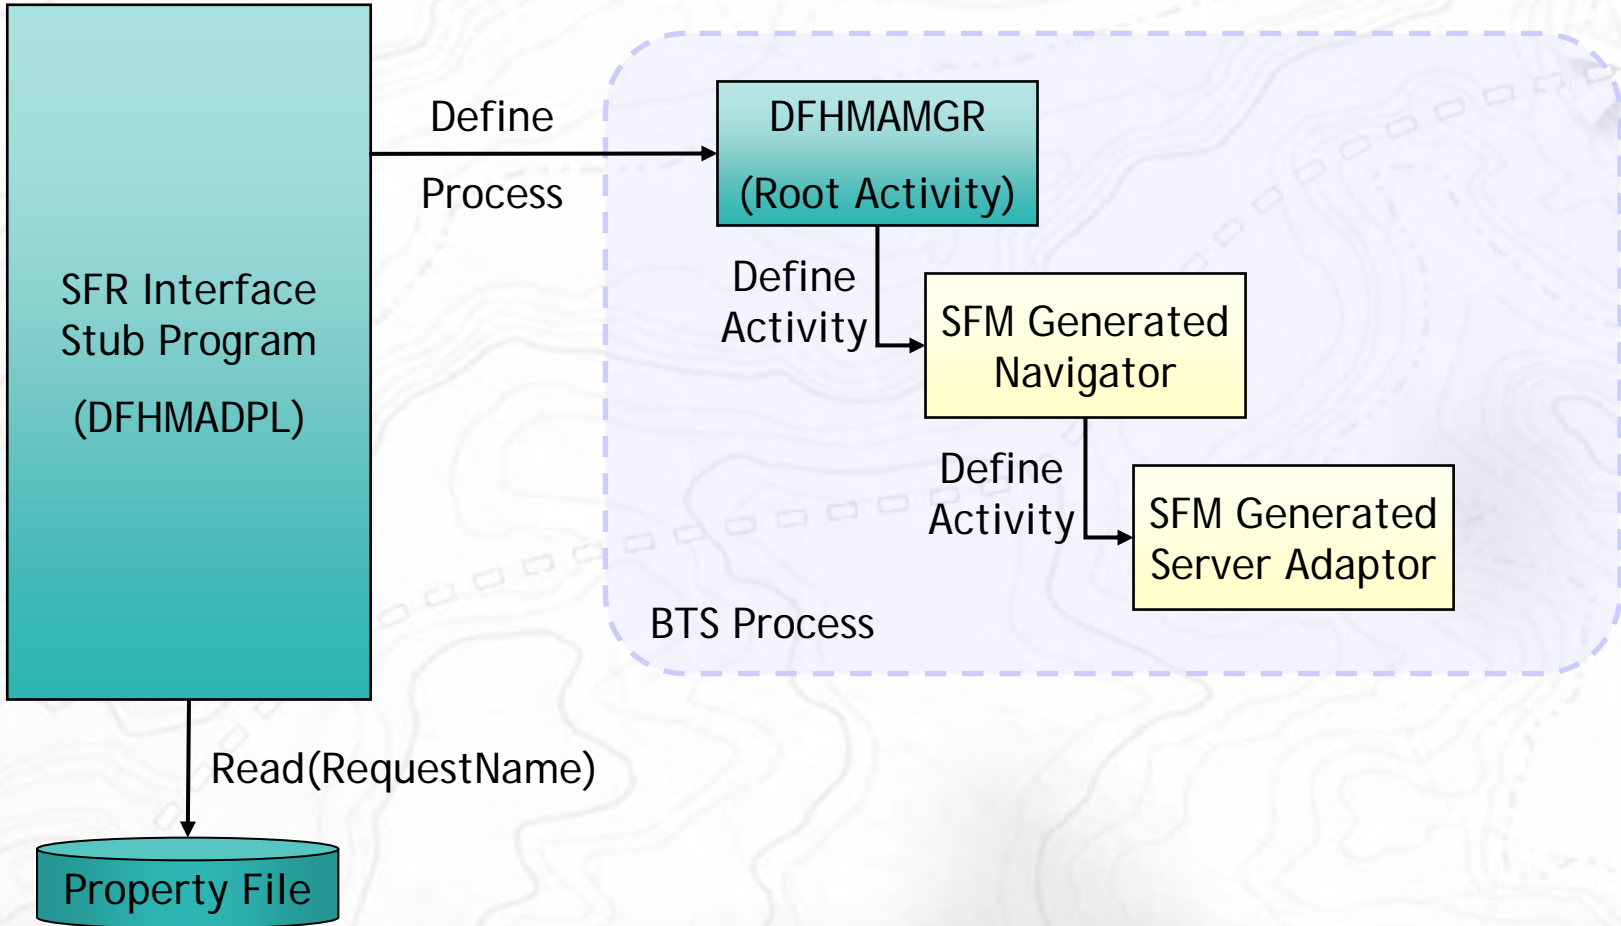 SFR Interface
Stub Program
(DFHMADPL)
Define
Process
DFHMAMGR
(Root Activity)
Define
Activity
SFM Generated
Navigator
Define
Activity
SFM Generated
Server Adaptor
BTS Process
Read(RequestName)
Property File